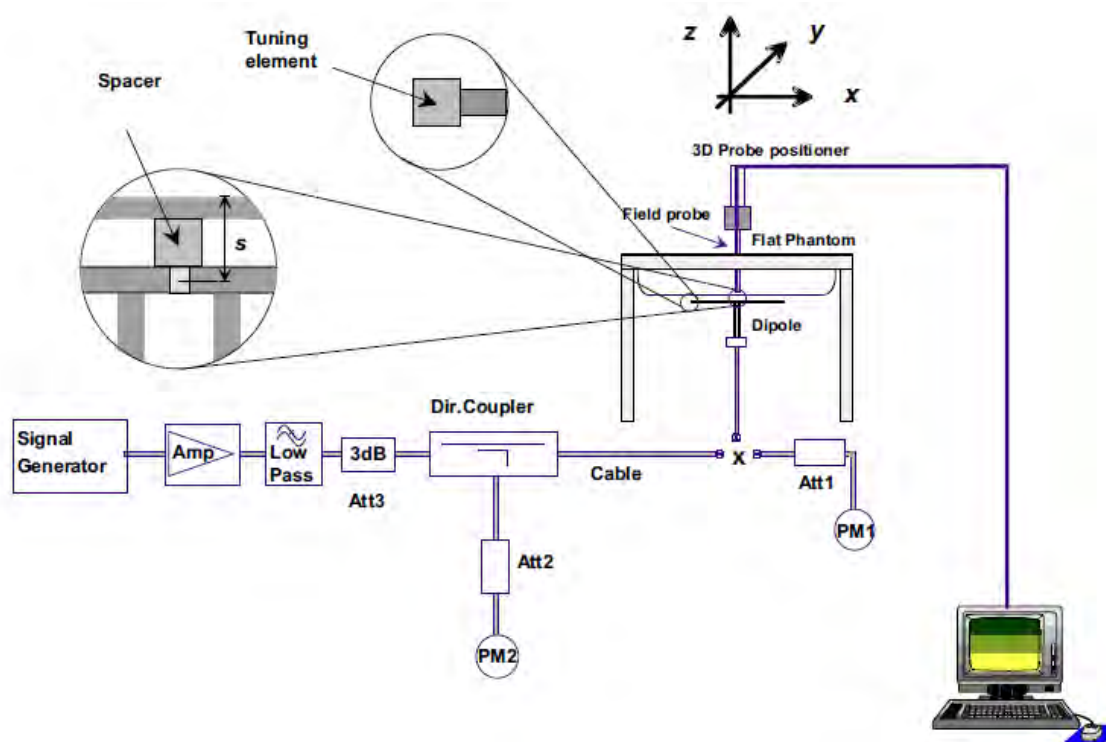 Tuning
element
Spacer
z
y
x
3D Probe positioner
Field probe
Flat Phantom
s
Dipole
Dir.Coupler
Signal
Generator
Amp
Low
Pass
3dB
Att3
Cable
x
Att1
PM1
Att2
PM2